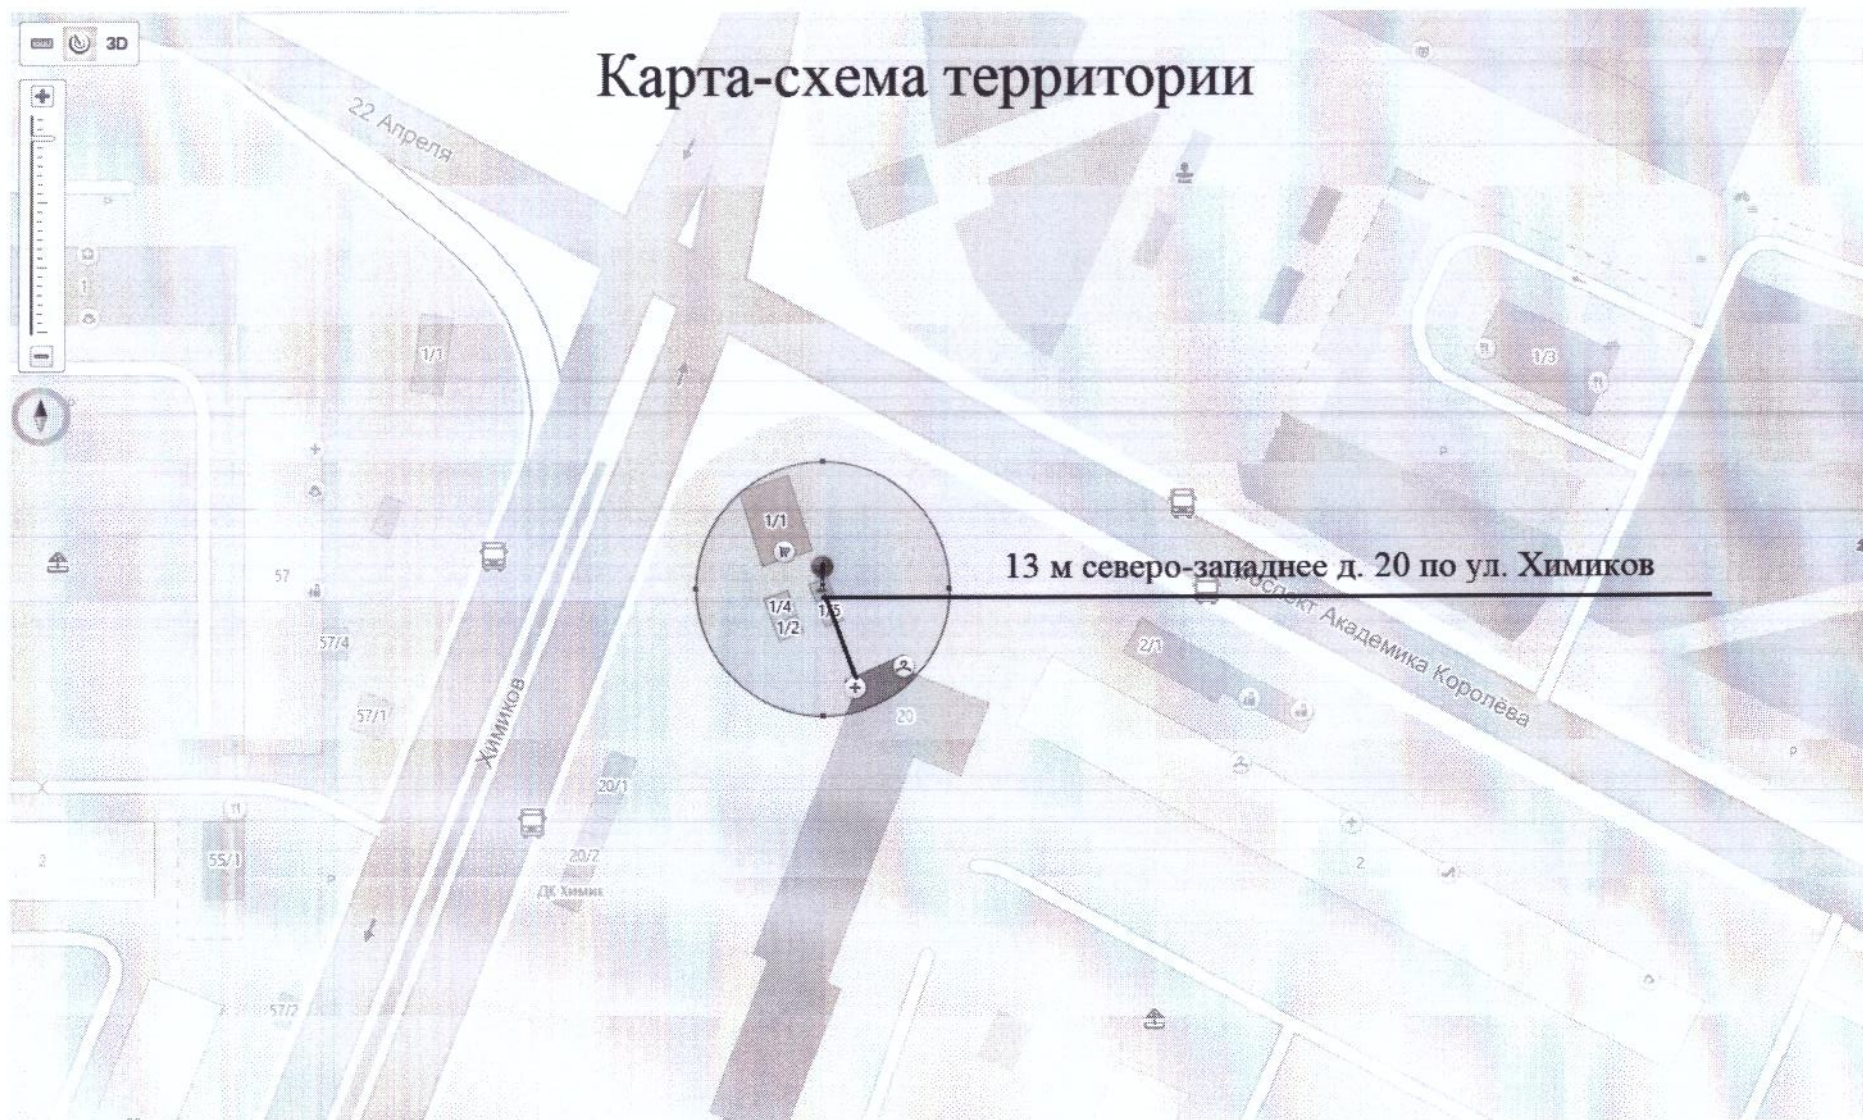 3D
Карта-схема территории
22 Апреля
1
1/1
1/3
1/1
13 м северо-западнее д. 20 по ул. Химиков
57
1/4
1/5
1/2
57/4
2/1
Проспект Академика Королёва
Химиков
57/1
20
20/1
55/1
20/2
2
2
ДК Химик
P
P
P
57/2